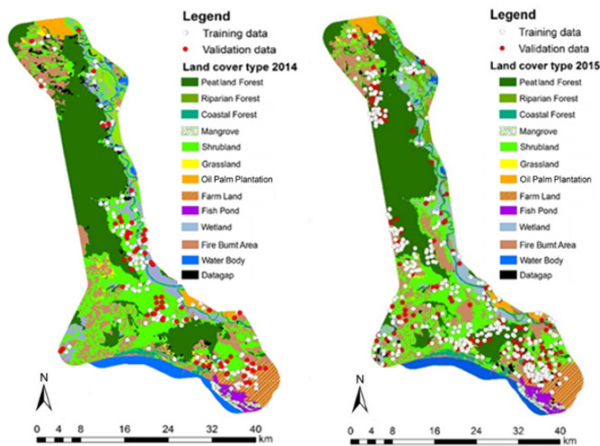 Legend
Training data
Validation data
Land cover type 2014
Peatland Forest
Riparian Forest
Coastal Forest
Mangrove
Shrubland
Grassland
Oil Palm Plantation
Farm Land
Fish Pond
Wetland
Fire Burnt Area
Water Body
Datagap
N
0 4 8 16 24 32 40
km
Legend
Training data
Validation data
Land cover type 2015
Peatland Forest
Riparian Forest
Coastal Forest
Mangrove
Shrubland
Grassland
Oil Palm Plantation
Farm Land
Fish Pond
Wetland
Fire Burnt Area
Water Body
Datagap
N
0 4 8 16 24 32 40
km